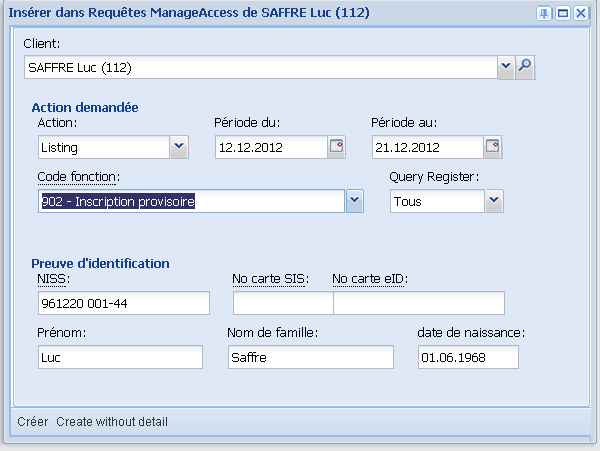 Insérer dans Requêtes ManageAccess de SAFFRE Luc (112)
Client:
SAFFRE Luc (112)
Action demandée
Action: Période du: Période au:
Listing 12.12.2012 21.12.2012
Code fonction: Query Register:
902 - Inscription provisoire Tous
Preuve d'identification
NISS: No carte SIS: No carte eID:
961220 001-44
Prénom: Nom de famille: date de naissance:
Luc Saffre 01.06.1968
Créer Create without detail